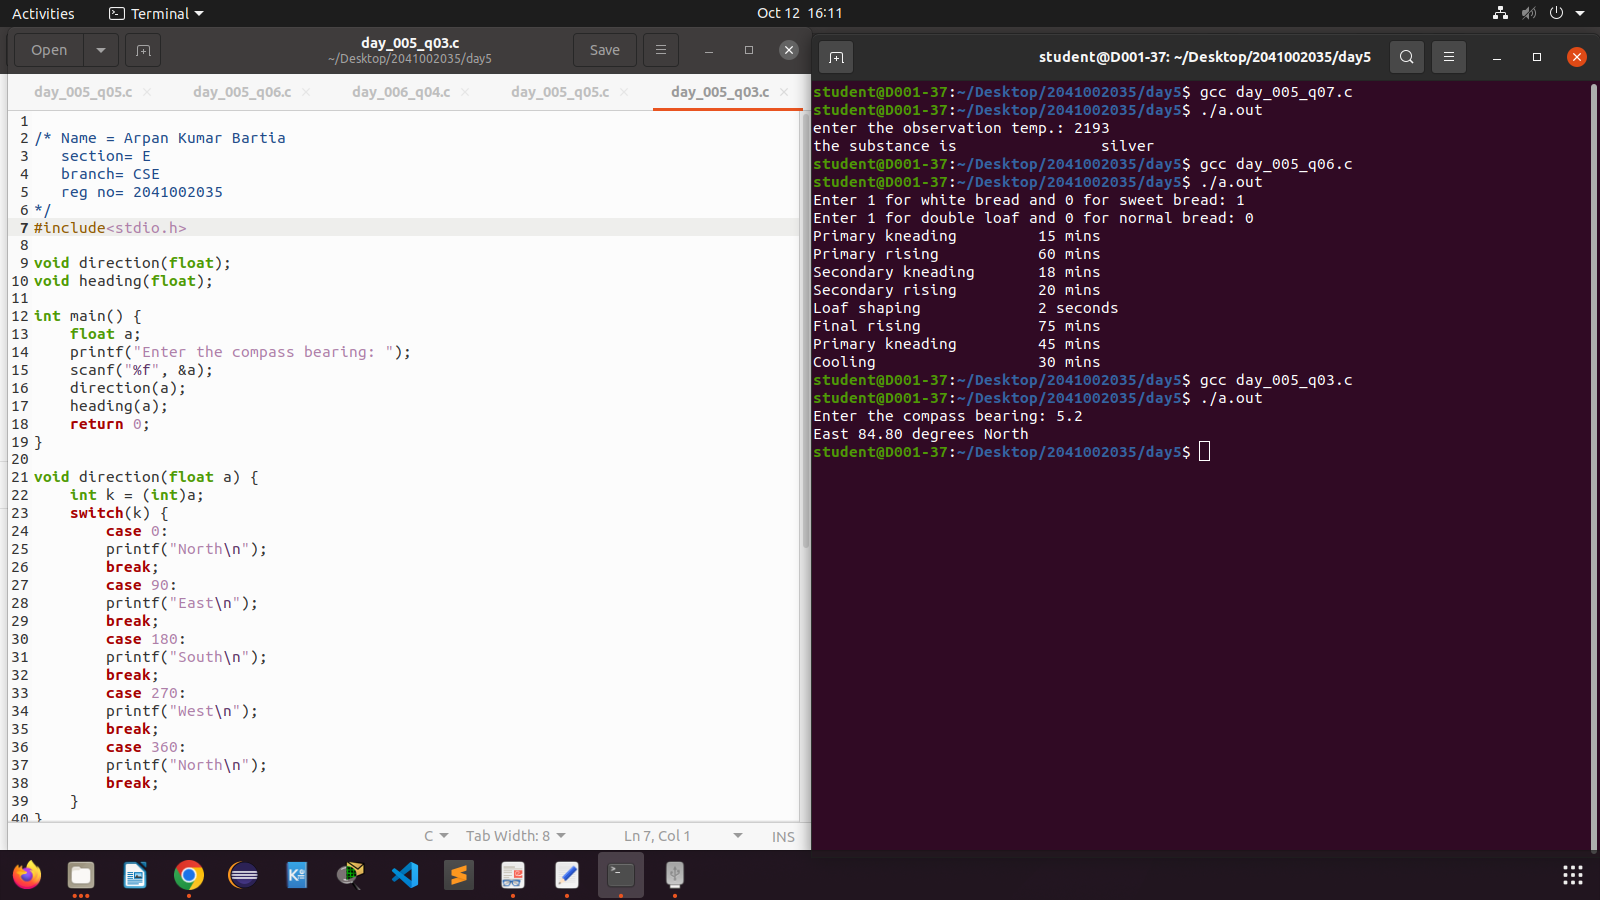 Activities Terminal Oct 12 16:11
Open day_005_q03.c Save
~/Desktop/2041002035/day5
day_005_q05.c day_005_q06.c day_006_q04.c day_005_q05.c day_005_q03.c
1
2 /* Name = Arpan Kumar Bartia
3    section= E
4    branch= CSE
5    reg no= 2041002035
6 */
7 #include<stdio.h>
8
9 void direction(float);
10 void heading(float);
11
12 int main() {
13     float a;
14     printf("Enter the compass bearing: ");
15     scanf("%f", &a);
16     direction(a);
17     heading(a);
18     return 0;
19 }
20
21 void direction(float a) {
22     int k = (int)a;
23     switch(k) {
24         case 0:
25         printf("North\n");
26         break;
27         case 90:
28         printf("East\n");
29         break;
30         case 180:
31         printf("South\n");
32         break;
33         case 270:
34         printf("West\n");
35         break;
36         case 360:
37         printf("North\n");
38         break;
39     }
40 }
C Tab Width: 8 Ln 7, Col 1 INS
student@D001-37: ~/Desktop/2041002035/day5
student@D001-37:~/Desktop/2041002035/day5$ gcc day_005_q07.c
student@D001-37:~/Desktop/2041002035/day5$ ./a.out
enter the observation temp.: 2193
the substance is                silver
student@D001-37:~/Desktop/2041002035/day5$ gcc day_005_q06.c
student@D001-37:~/Desktop/2041002035/day5$ ./a.out
Enter 1 for white bread and 0 for sweet bread: 1
Enter 1 for double loaf and 0 for normal bread: 0
Primary kneading         15 mins
Primary rising           60 mins
Secondary kneading       18 mins
Secondary rising         20 mins
Loaf shaping             2 seconds
Final rising             75 mins
Primary kneading         45 mins
Cooling                  30 mins
student@D001-37:~/Desktop/2041002035/day5$ gcc day_005_q03.c
student@D001-37:~/Desktop/2041002035/day5$ ./a.out
Enter the compass bearing: 5.2
East 84.80 degrees North
student@D001-37:~/Desktop/2041002035/day5$